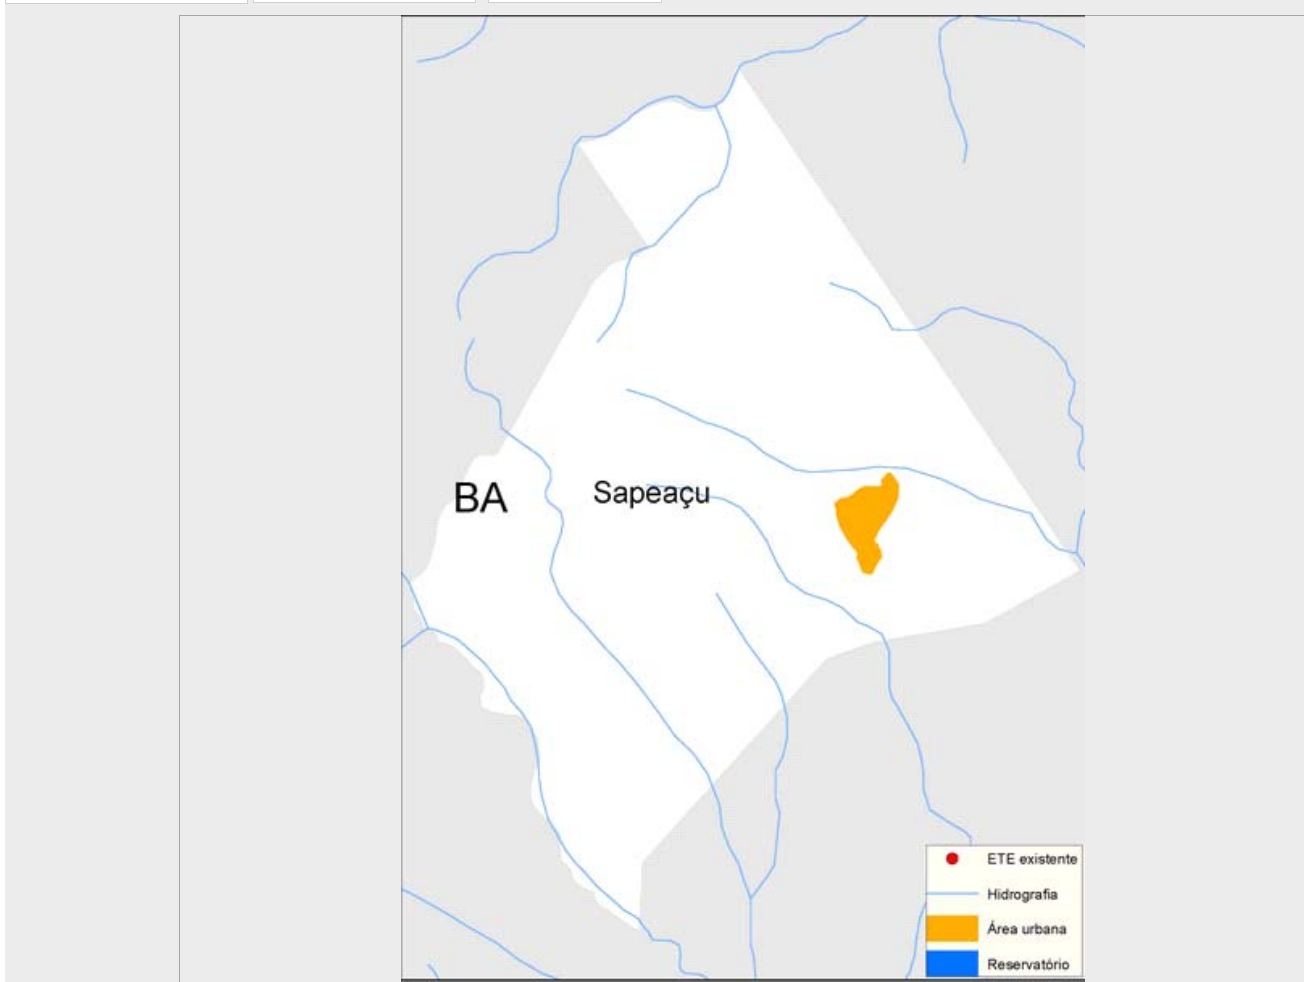 BA
Sapeaçu
ETE existente
Hidrografia
Área urbana
Reservatório